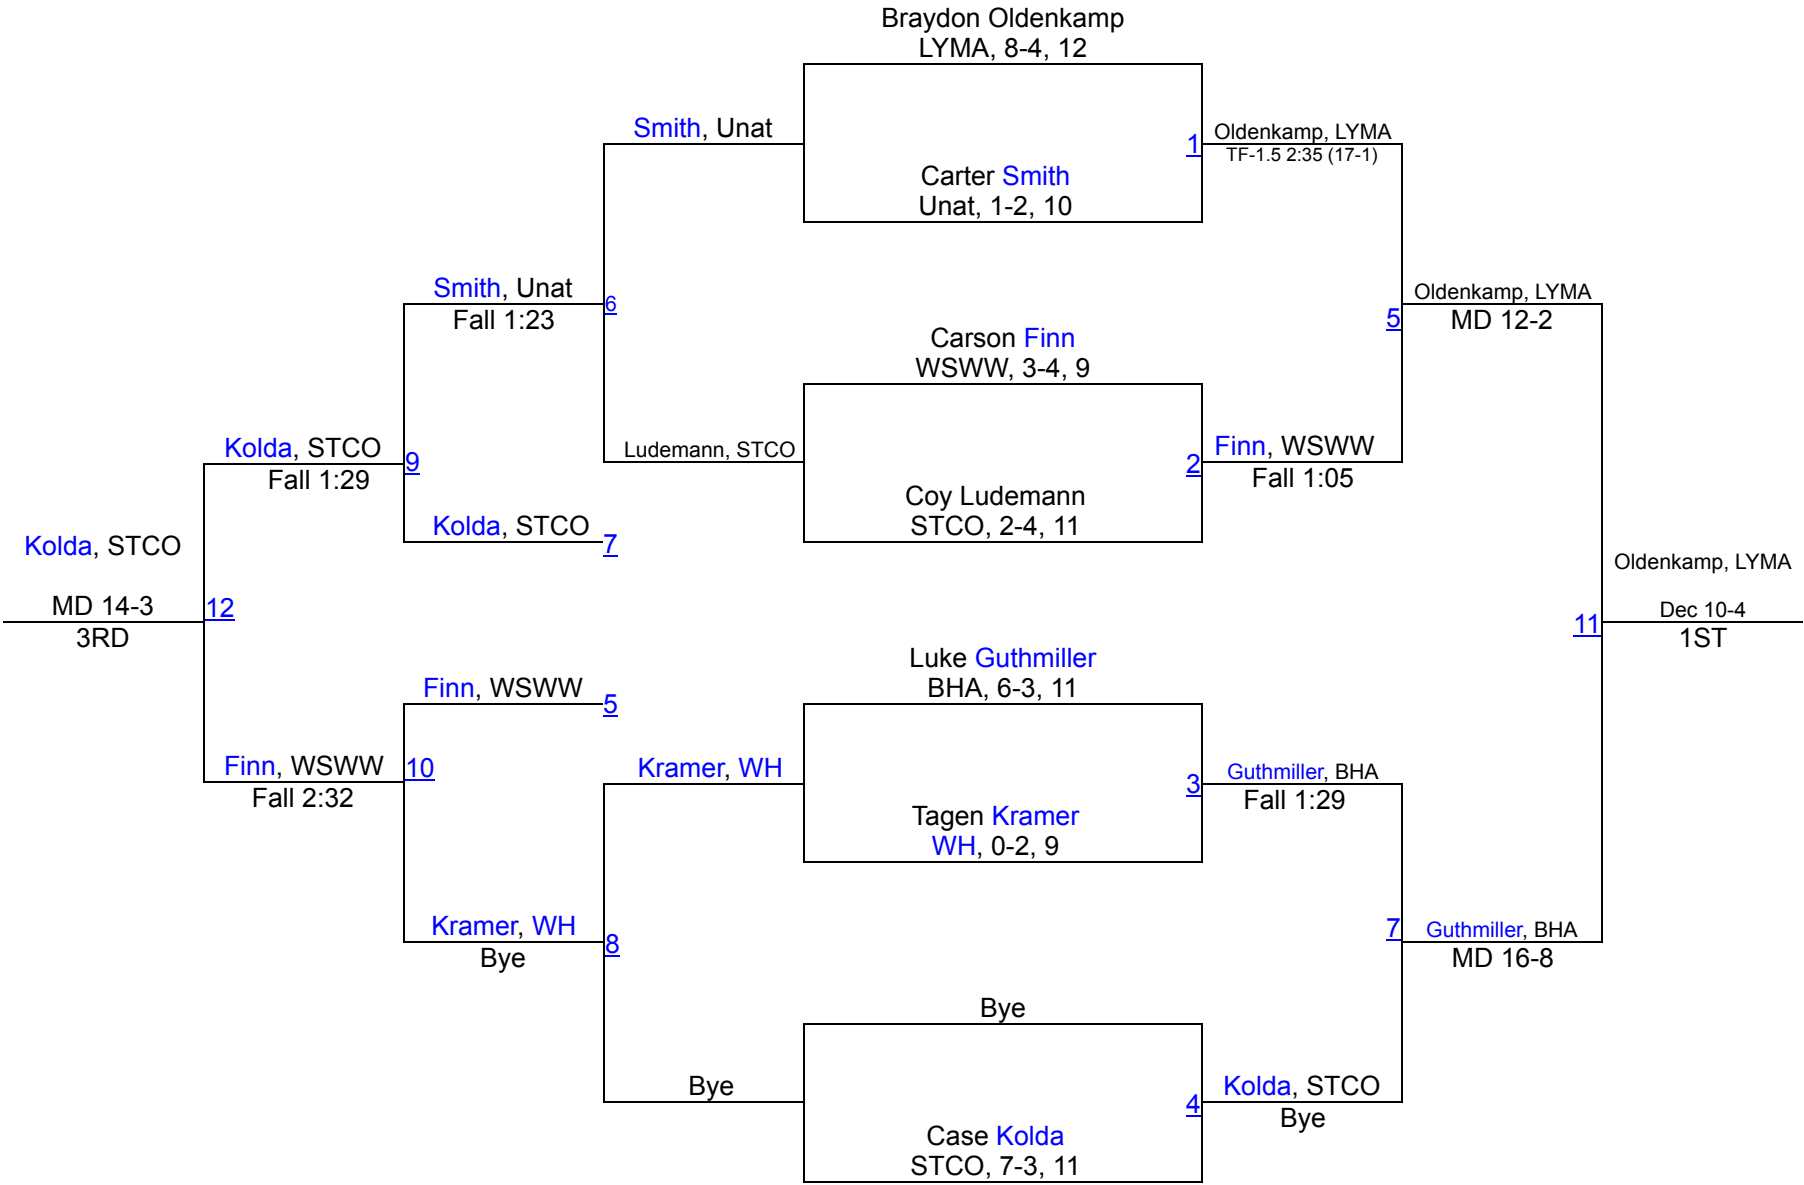 Braydon Oldenkamp
LYMA, 8-4, 12
Smith, Unat
1
Oldenkamp, LYMA
TF-1.5 2:35 (17-1)
Carter Smith
Unat, 1-2, 10
Smith, Unat
Fall 1:23
6
Oldenkamp, LYMA
MD 12-2
5
Carson Finn
WSWW, 3-4, 9
Kolda, STCO
Fall 1:29
9
Ludemann, STCO
2
Finn, WSWW
Fall 1:05
Coy Ludemann
STCO, 2-4, 11
Kolda, STCO
7
Kolda, STCO
MD 14-3
3RD
12
Oldenkamp, LYMA
Dec 10-4
1ST
11
Luke Guthmiller
BHA, 6-3, 11
Finn, WSWW
5
Finn, WSWW
Fall 2:32
10
Kramer, WH
3
Guthmiller, BHA
Fall 1:29
Tagen Kramer
WH, 0-2, 9
Kramer, WH
Bye
8
7
Guthmiller, BHA
MD 16-8
Bye
Bye
4
Kolda, STCO
Bye
Case Kolda
STCO, 7-3, 11